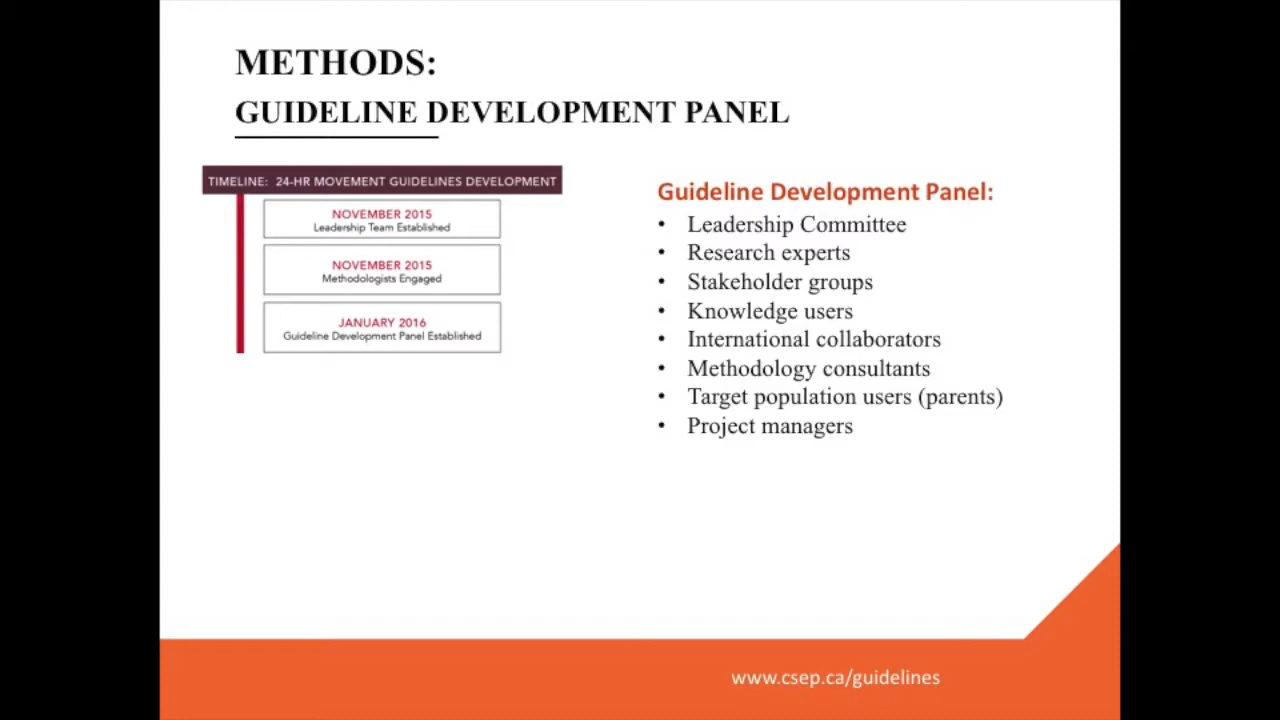 METHODS:
GUIDELINE DEVELOPMENT PANEL
TIMELINE: 24-HR MOVEMENT GUIDELINES DEVELOPMENT
NOVEMBER 2015
Leadership Team Established
NOVEMBER 2015
Methodologists Engaged
JANUARY 2016
Guideline Development Panel Established
Guideline Development Panel:
• Leadership Committee
• Research experts
• Stakeholder groups
• Knowledge users
• International collaborators
• Methodology consultants
• Target population users (parents)
• Project managers
www.csep.ca/guidelines